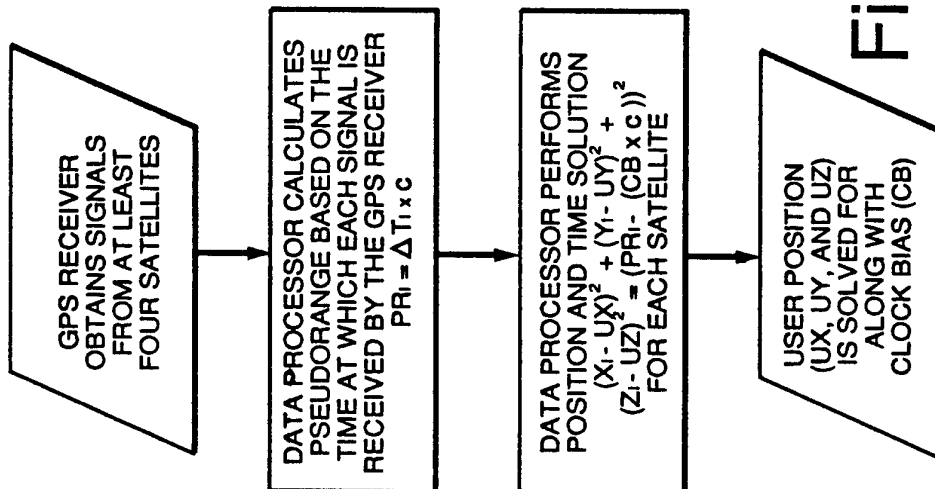 GPS RECEIVER
OBTAINS SIGNALS
FROM AT LEAST
FOUR SATELLITES
DATA PROCESSOR CALCULATES
PSEUDORANGE BASED ON THE
TIME AT WHICH EACH SIGNAL IS
RECEIVED BY THE GPS RECEIVER
PRI = ΔTI x C
DATA PROCESSOR PERFORMS
POSITION AND TIME SOLUTION
(XI - UX)² + (YI - UY)² +
(ZI - UZ)² = (PRI - (CB x C))²
FOR EACH SATELLITE
USER POSITION
(UX, UY, AND UZ)
IS SOLVED FOR
ALONG WITH
CLOCK BIAS (CB)
Fi